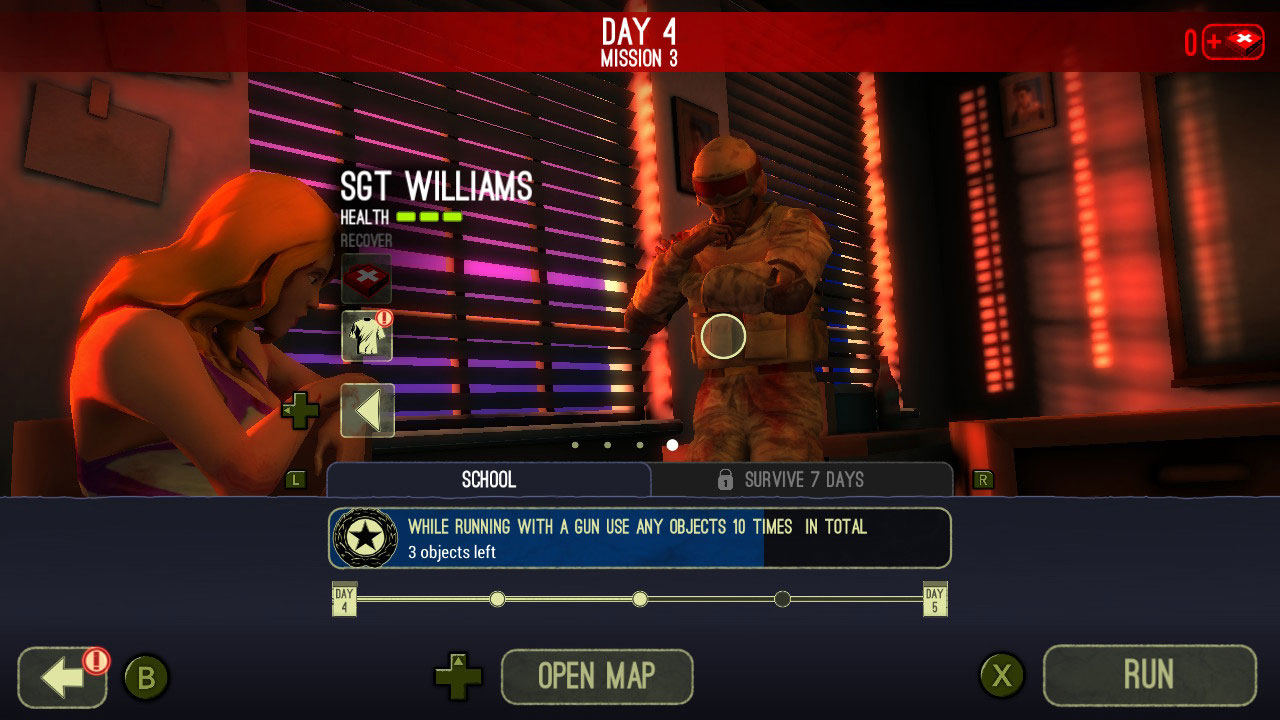 DAY 4
MISSION 3
0
SGT WILLIAMS
HEALTH
RECOVER
L
SCHOOL
1
SURVIVE 7 DAYS
R
WHILE RUNNING WITH A GUN USE ANY OBJECTS 10 TIMES IN TOTAL
3 objects left
DAY 4
DAY 5
B
OPEN MAP
X
RUN